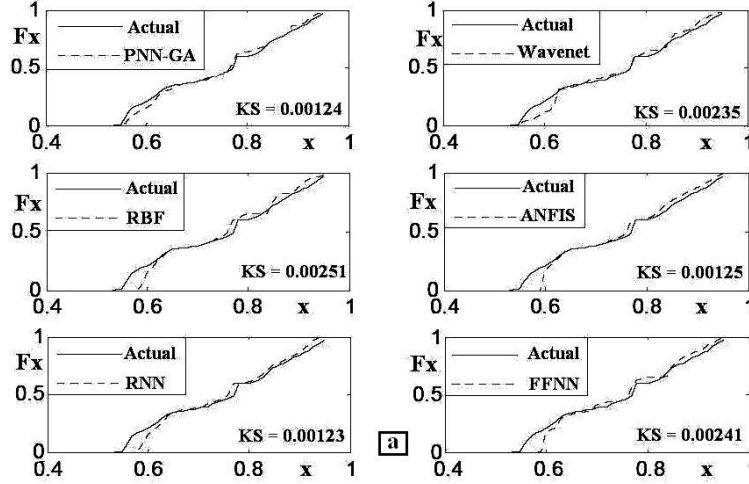 1
Fx
Actual
PNN-GA
0.5
KS = 0.00124
0
0.4
0.6
0.8
x
1
1
Fx
Actual
Wavenet
0.5
KS = 0.00235
0
0.4
0.6
0.8
x
1
1
Fx
Actual
RBF
0.5
KS = 0.00251
0
0.4
0.6
0.8
x
1
1
Fx
Actual
ANFIS
0.5
KS = 0.00125
0
0.4
0.6
0.8
x
1
1
Fx
Actual
RNN
0.5
KS = 0.00123
0
0.4
0.6
0.8
x
1
a
1
Fx
Actual
FFNN
0.5
KS = 0.00241
0
0.4
0.6
0.8
x
1